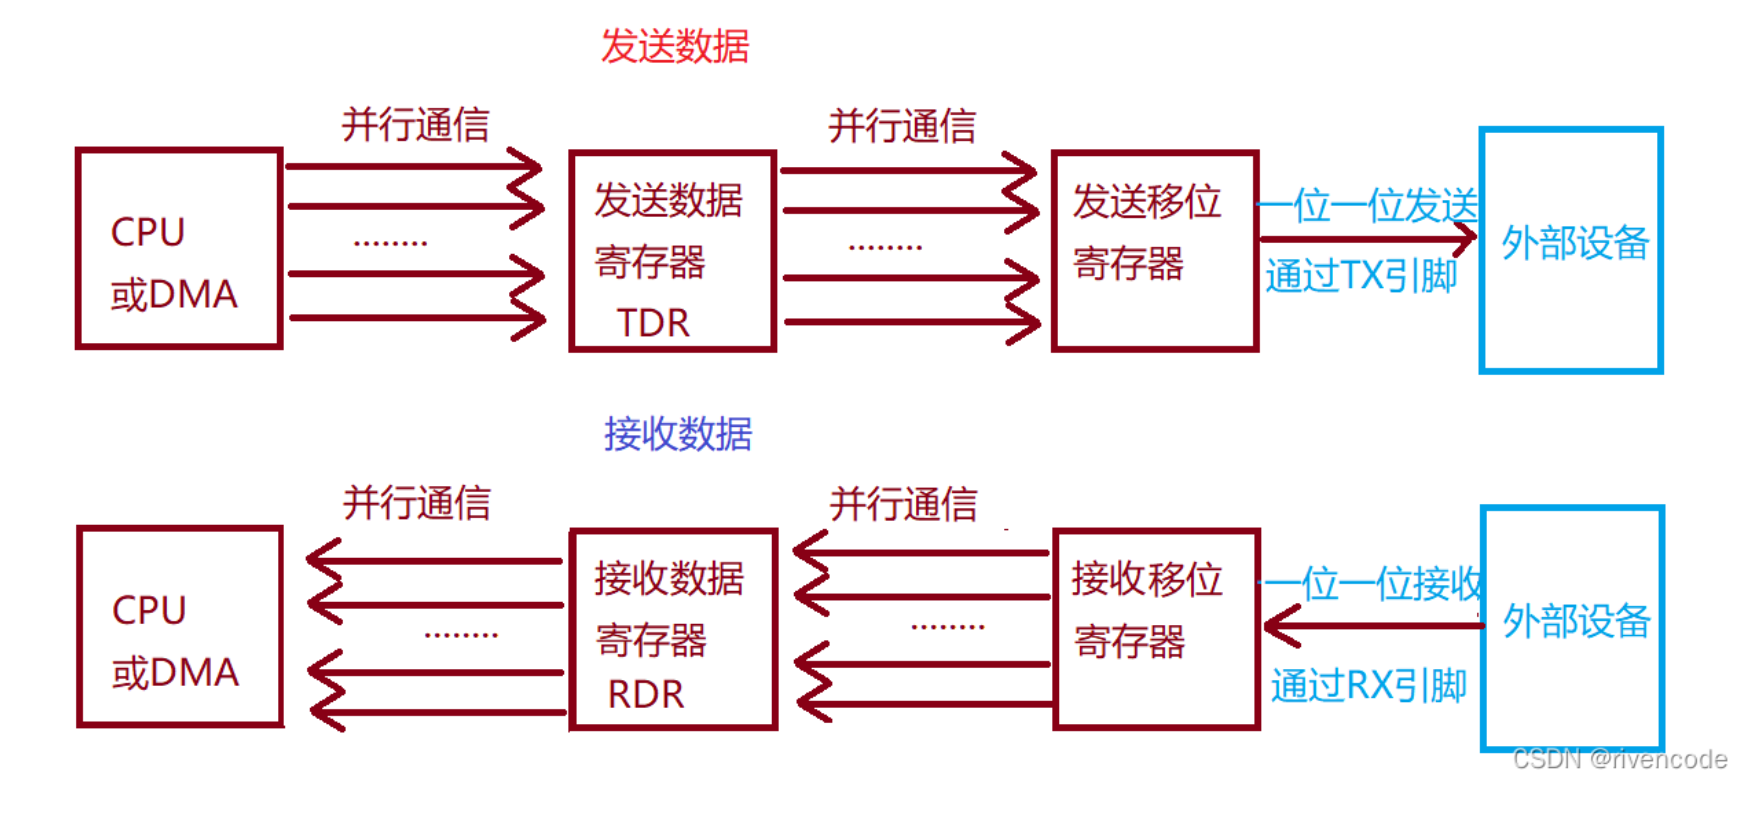 发送数据
并行通信
并行通信
CPU
或DMA
........
发送数据
寄存器
TDR
........
发送移位
寄存器
一位一位发送
通过TX引脚
外部设备
接收数据
并行通信
并行通信
CPU
或DMA
........
接收数据
寄存器
RDR
........
接收移位
寄存器
一位一位接收
通过RX引脚
外部设备
CSDN @rivencode